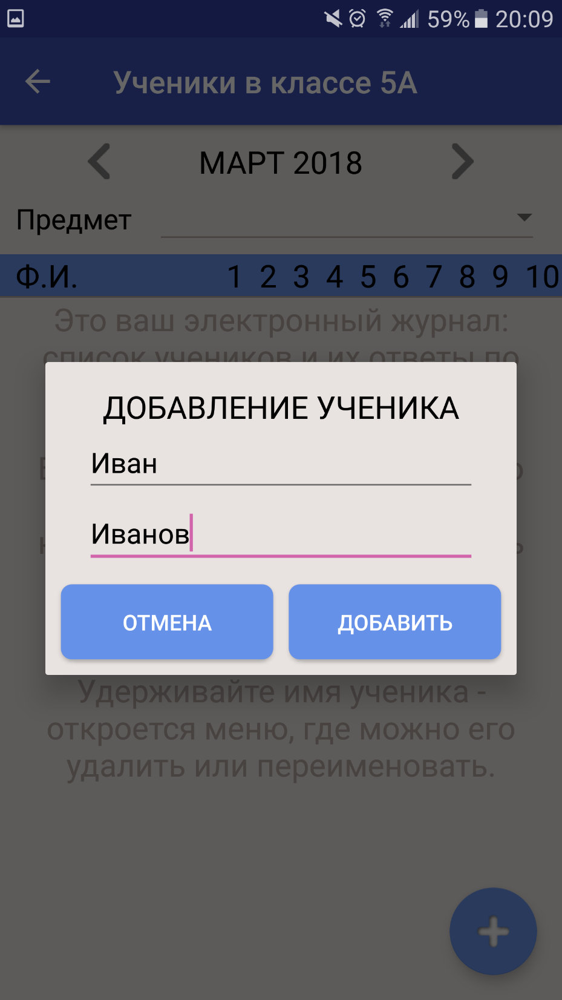 59% 20:09
Ученики в классе 5А
МАРТ 2018
Предмет
Ф.И. 1 2 3 4 5 6 7 8 9 10
Это ваш электронный журнал:
список учеников и их ответы по
ДОБАВЛЕНИЕ УЧЕНИКА
Иван
Иванов
ОТМЕНА ДОБАВИТЬ
Удерживайте имя ученика -
откроется меню, где можно его
удалить или переименовать.